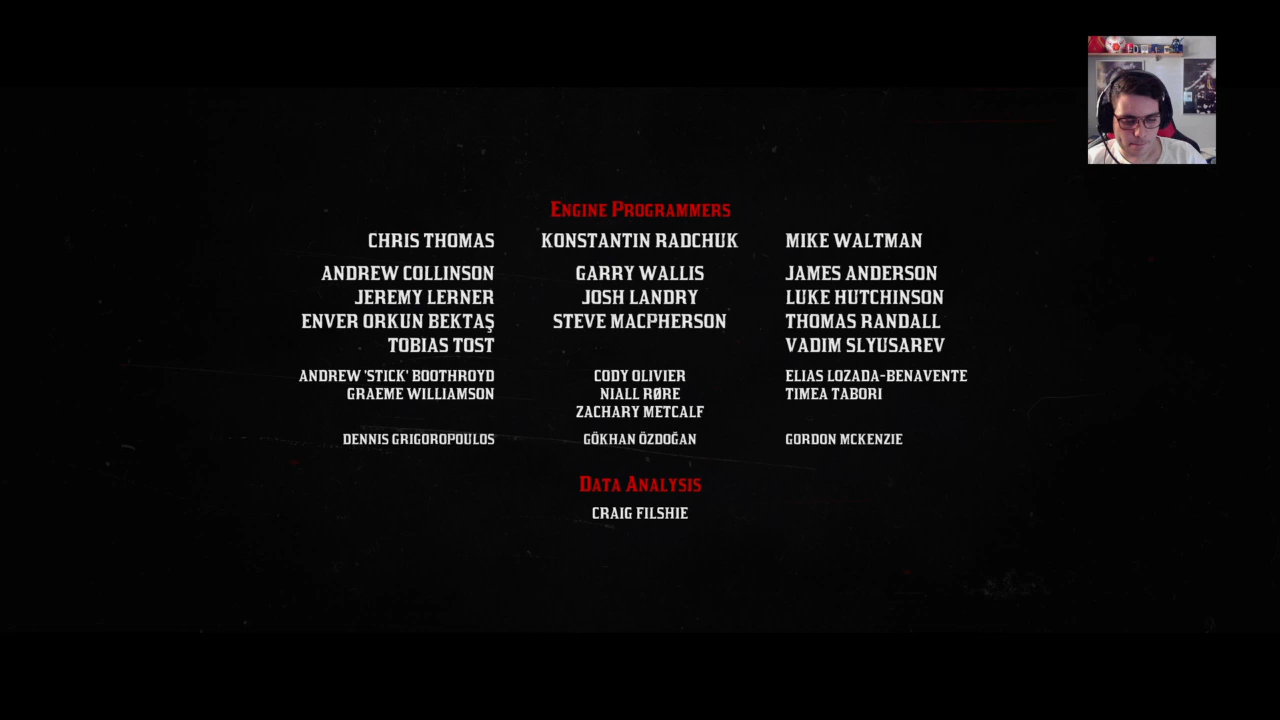 ENGINE PROGRAMMERS
CHRIS THOMAS KONSTANTIN RADCHUK MIKE WALTMAN
ANDREW COLLINSON GARRY WALLIS JAMES ANDERSON
JEREMY LERNER JOSH LANDRY LUKE HUTCHINSON
ENVER ORKUN BEKTAŞ STEVE MACPHERSON THOMAS RANDALL
TOBIAS TOST VADIM SLYUSAREV
ANDREW 'STICK' BOOTHROYD CODY OLIVIER ELIAS LOZADA-BENAVENTE
GRAEME WILLIAMSON NIALL RØRE TIMEA TABORI
ZACHARY METCALF
DENNIS GRIGOROPOULOS GÖKHAN ÖZDOĞAN GORDON MCKENZIE
DATA ANALYSIS
CRAIG FILSHIE